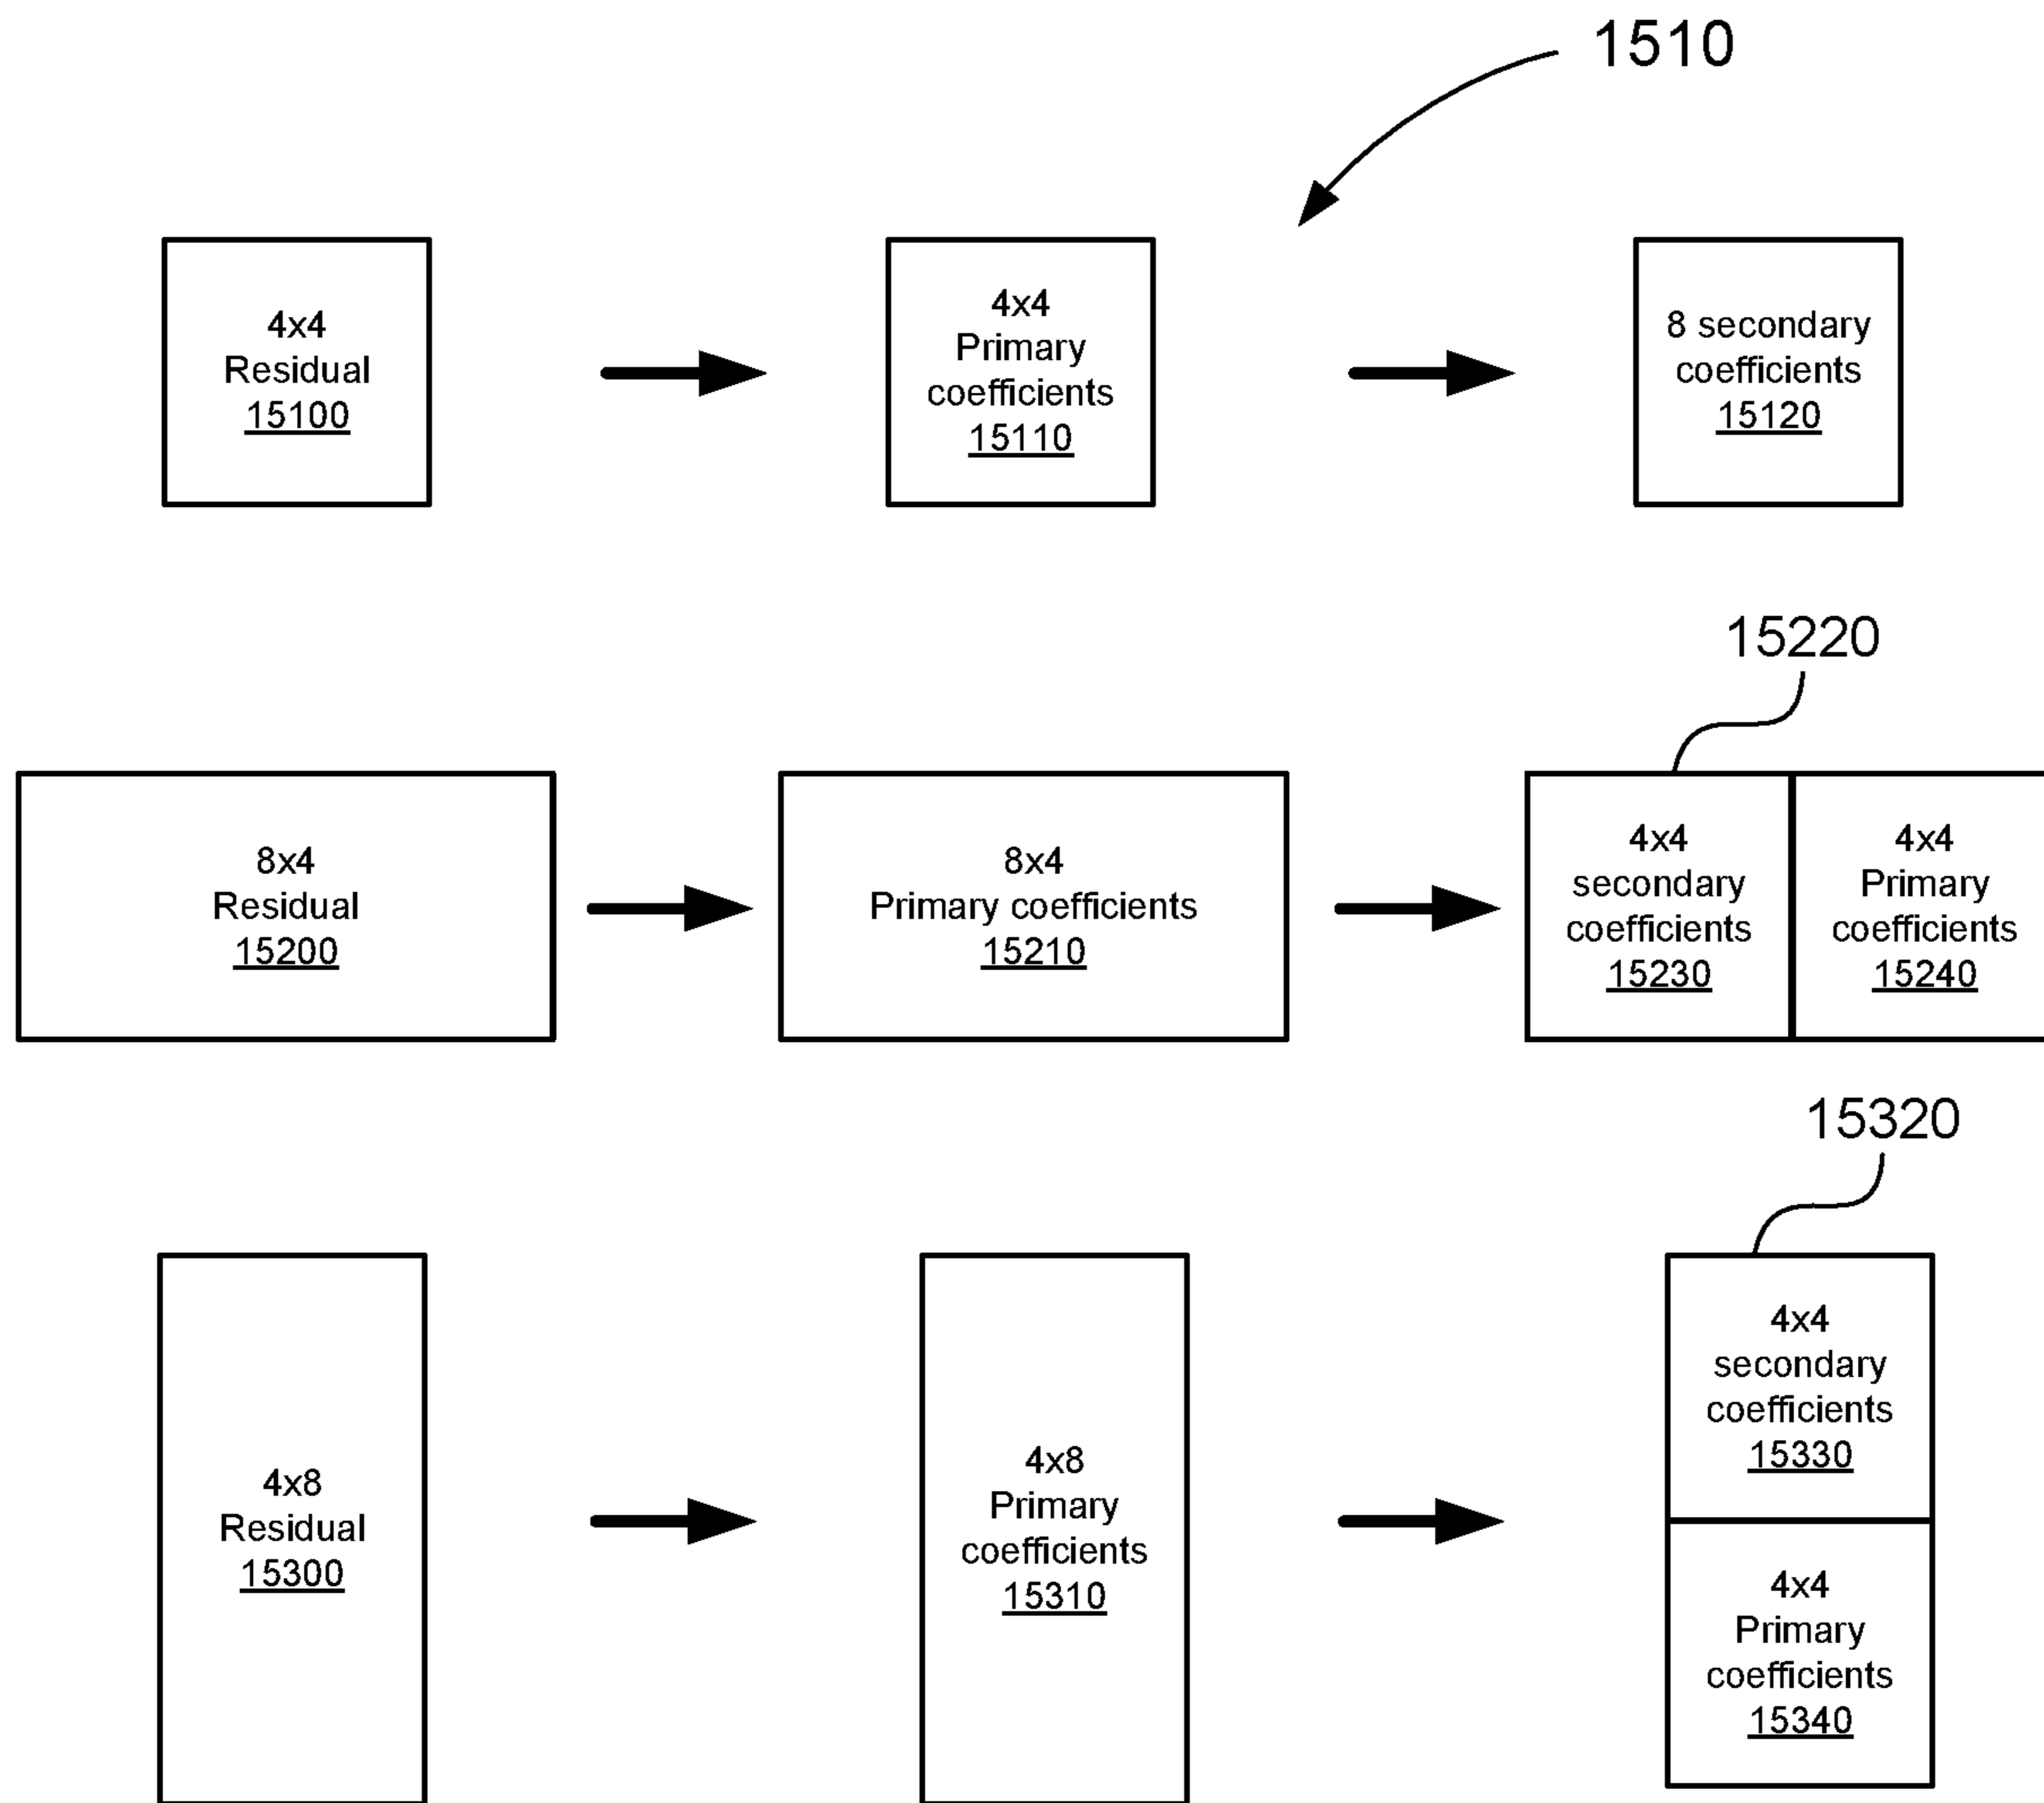 1510
4x4
Residual
15100
4x4
Primary
coefficients
15110
8 secondary
coefficients
15120
15220
8x4
Residual
15200
8x4
Primary coefficients
15210
4x4
secondary
coefficients
15230
4x4
Primary
coefficients
15240
15320
4x8
Residual
15300
4x8
Primary
coefficients
15310
4x4
secondary
coefficients
15330
4x4
Primary
coefficients
15340